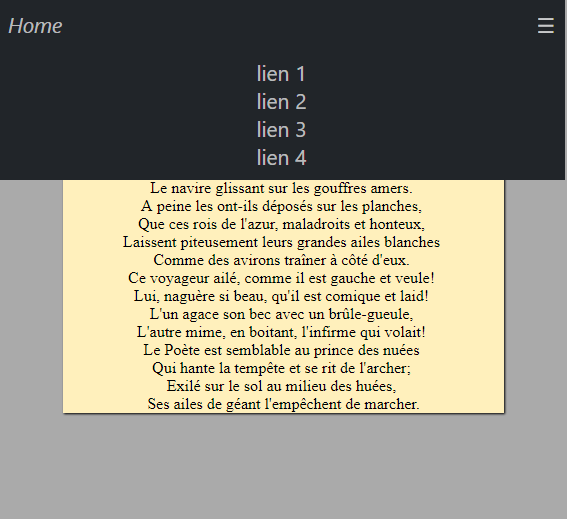 Home ☰
lien 1
lien 2
lien 3
lien 4
Le navire glissant sur les gouffres amers.
A peine les ont-ils déposés sur les planches,
Que ces rois de l'azur, maladroits et honteux,
Laissent piteusement leurs grandes ailes blanches
Comme des avirons traîner à côté d'eux.
Ce voyageur ailé, comme il est gauche et veule!
Lui, naguère si beau, qu'il est comique et laid!
L'un agace son bec avec un brûle-gueule,
L'autre mime, en boitant, l'infirme qui volait!
Le Poète est semblable au prince des nuées
Qui hante la tempête et se rit de l'archer;
Exilé sur le sol au milieu des huées,
Ses ailes de géant l'empêchent de marcher.